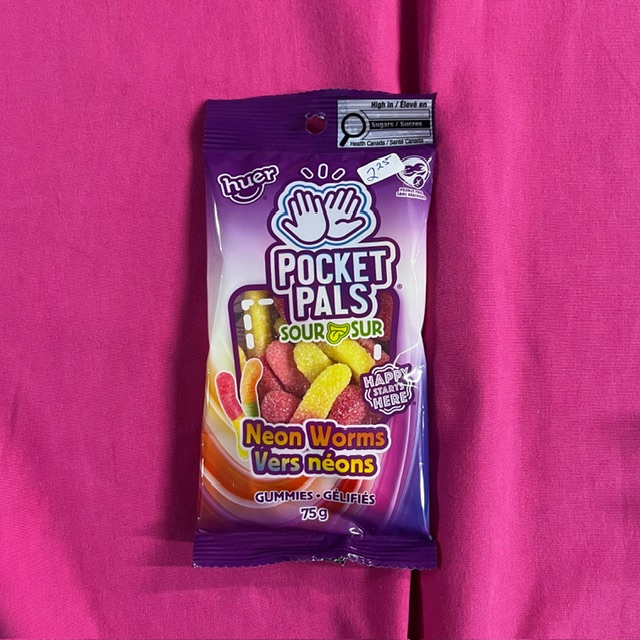 High in / Élevé en
Sugars / Sucres
Health Canada / Santé Canada
huer
2.25
POCKET
PALS®
SOUR SUR
HAPPY
STARTS
HERE
Neon Worms
Vers néons
GUMMIES • GÉLIFIÉS
75 g